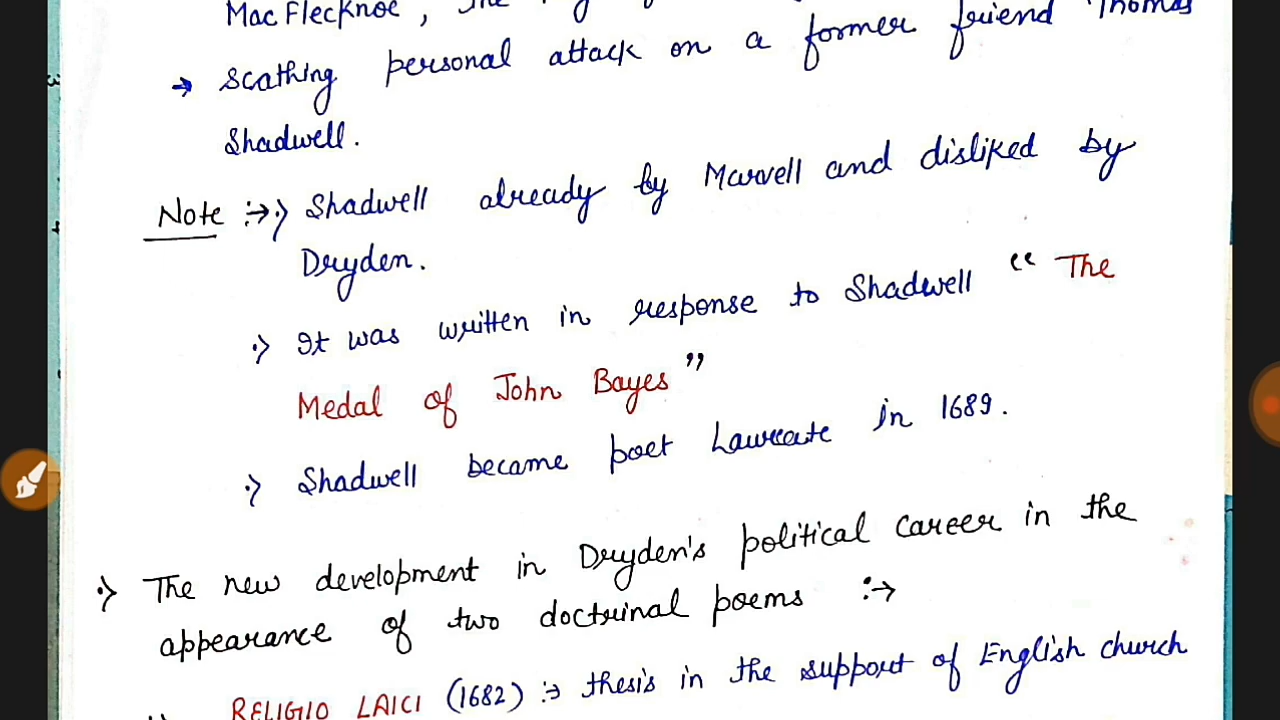 Mac Flecknoe, The
→ scathing personal attack on a former friend Thomas
Shadwell.
Note :→ ·) Shadwell already by Marvell and disliked by
Dryden.
·) It was written in response to Shadwell “ The
Medal of John Bayes ”
·) Shadwell became poet Laureate in 1689.
·) The new development in Dryden's political career in the
appearance of two doctrinal poems :→
RELIGIO LAICI (1682) :→ thesis in the support of English church